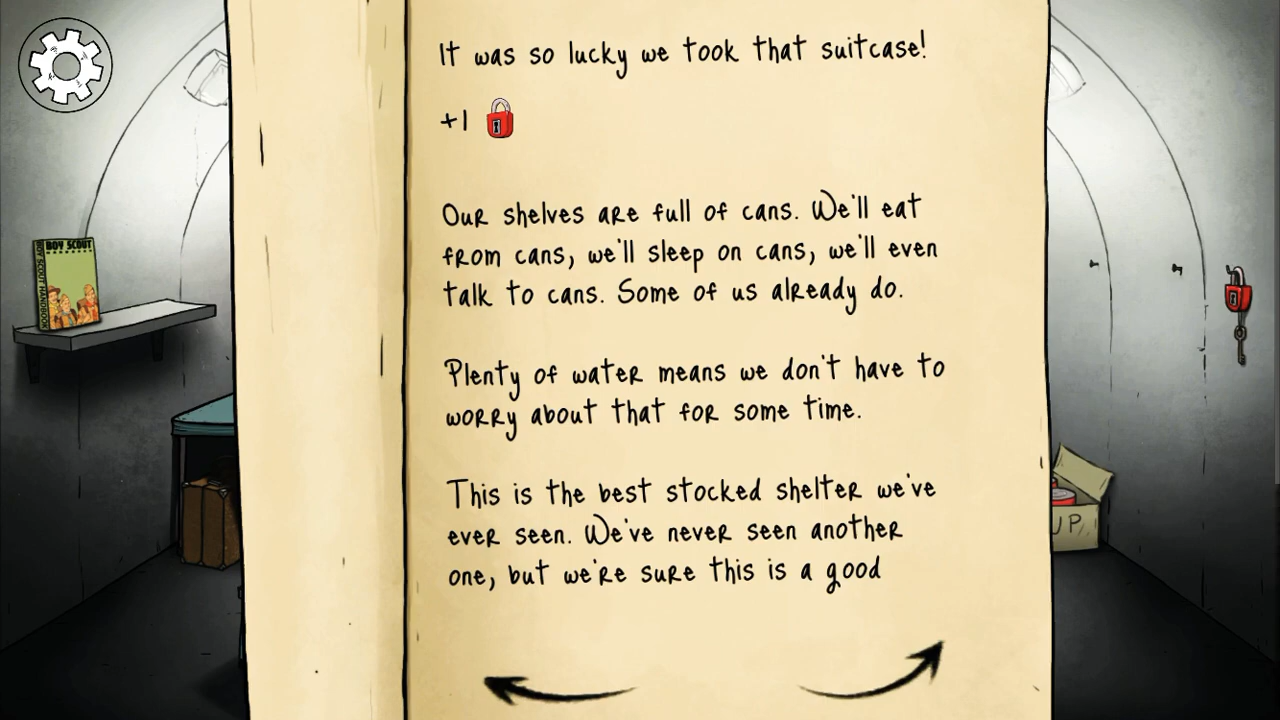 It was so lucky we took that suitcase!
+1
Our shelves are full of cans. We'll eat
from cans, we'll sleep on cans, we'll even
talk to cans. Some of us already do.
Plenty of water means we don't have to
worry about that for some time.
This is the best stocked shelter we've
ever seen. We've never seen another
one, but we're sure this is a good
BOY SCOUT
BOY SCOUT HANDBOOK
UP